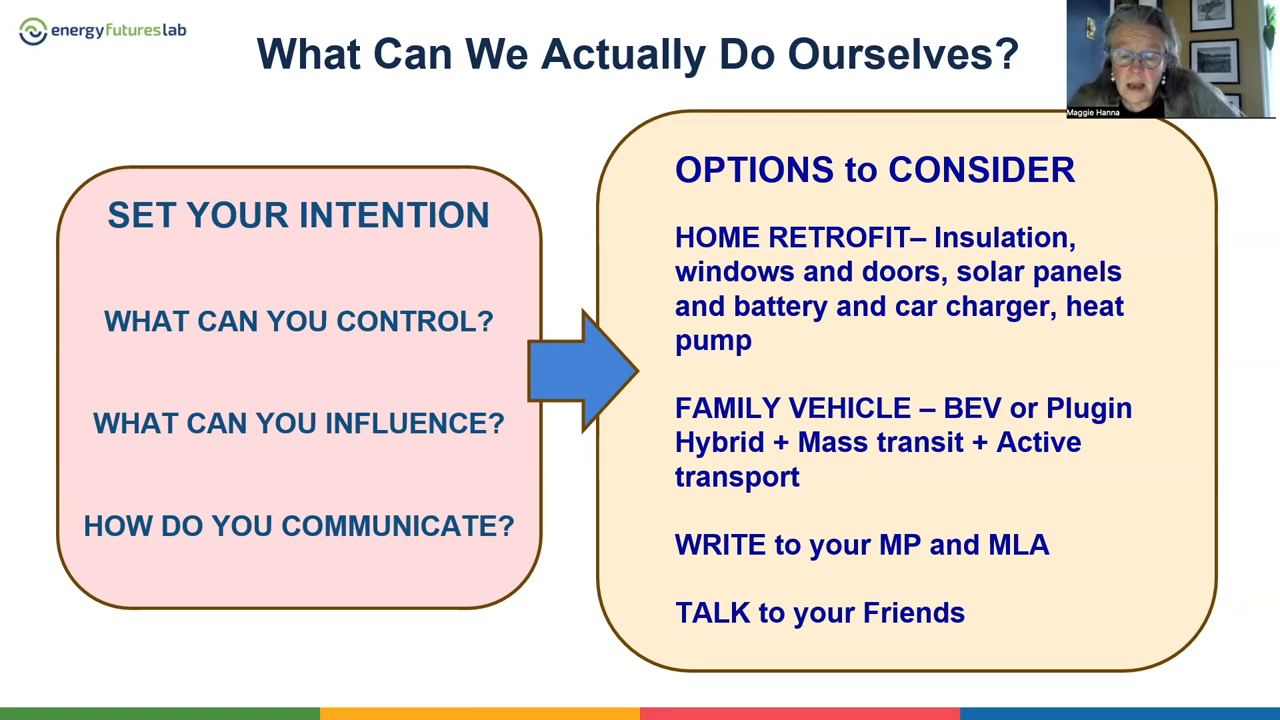 energyfutureslab
What Can We Actually Do Ourselves?
Maggie Hanna
SET YOUR INTENTION
WHAT CAN YOU CONTROL?
WHAT CAN YOU INFLUENCE?
HOW DO YOU COMMUNICATE?
OPTIONS to CONSIDER
HOME RETROFIT– Insulation,
windows and doors, solar panels
and battery and car charger, heat
pump
FAMILY VEHICLE – BEV or Plugin
Hybrid + Mass transit + Active
transport
WRITE to your MP and MLA
TALK to your Friends